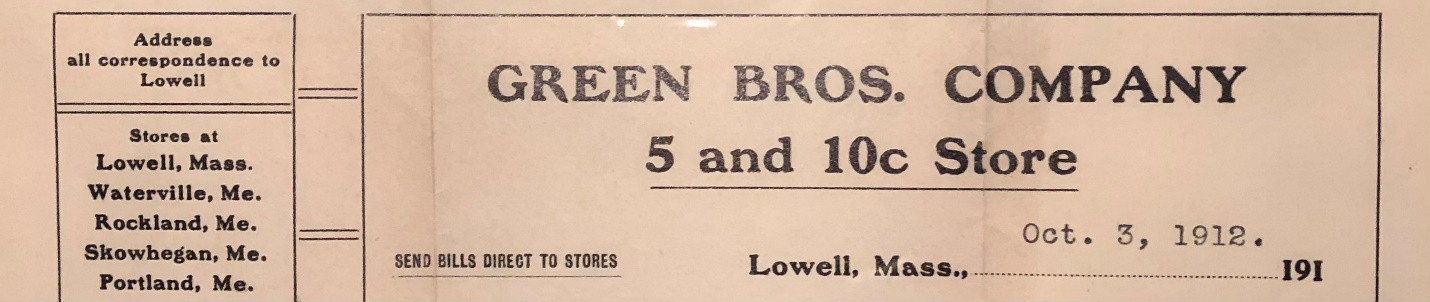 Address
all correspondence to
Lowell
Stores at
Lowell, Mass.
Waterville, Me.
Rockland, Me.
Skowhegan, Me.
Portland, Me.
GREEN BROS. COMPANY
5 and 10c Store
Oct. 3, 1912.
SEND BILLS DIRECT TO STORES
Lowell, Mass.,..............................191